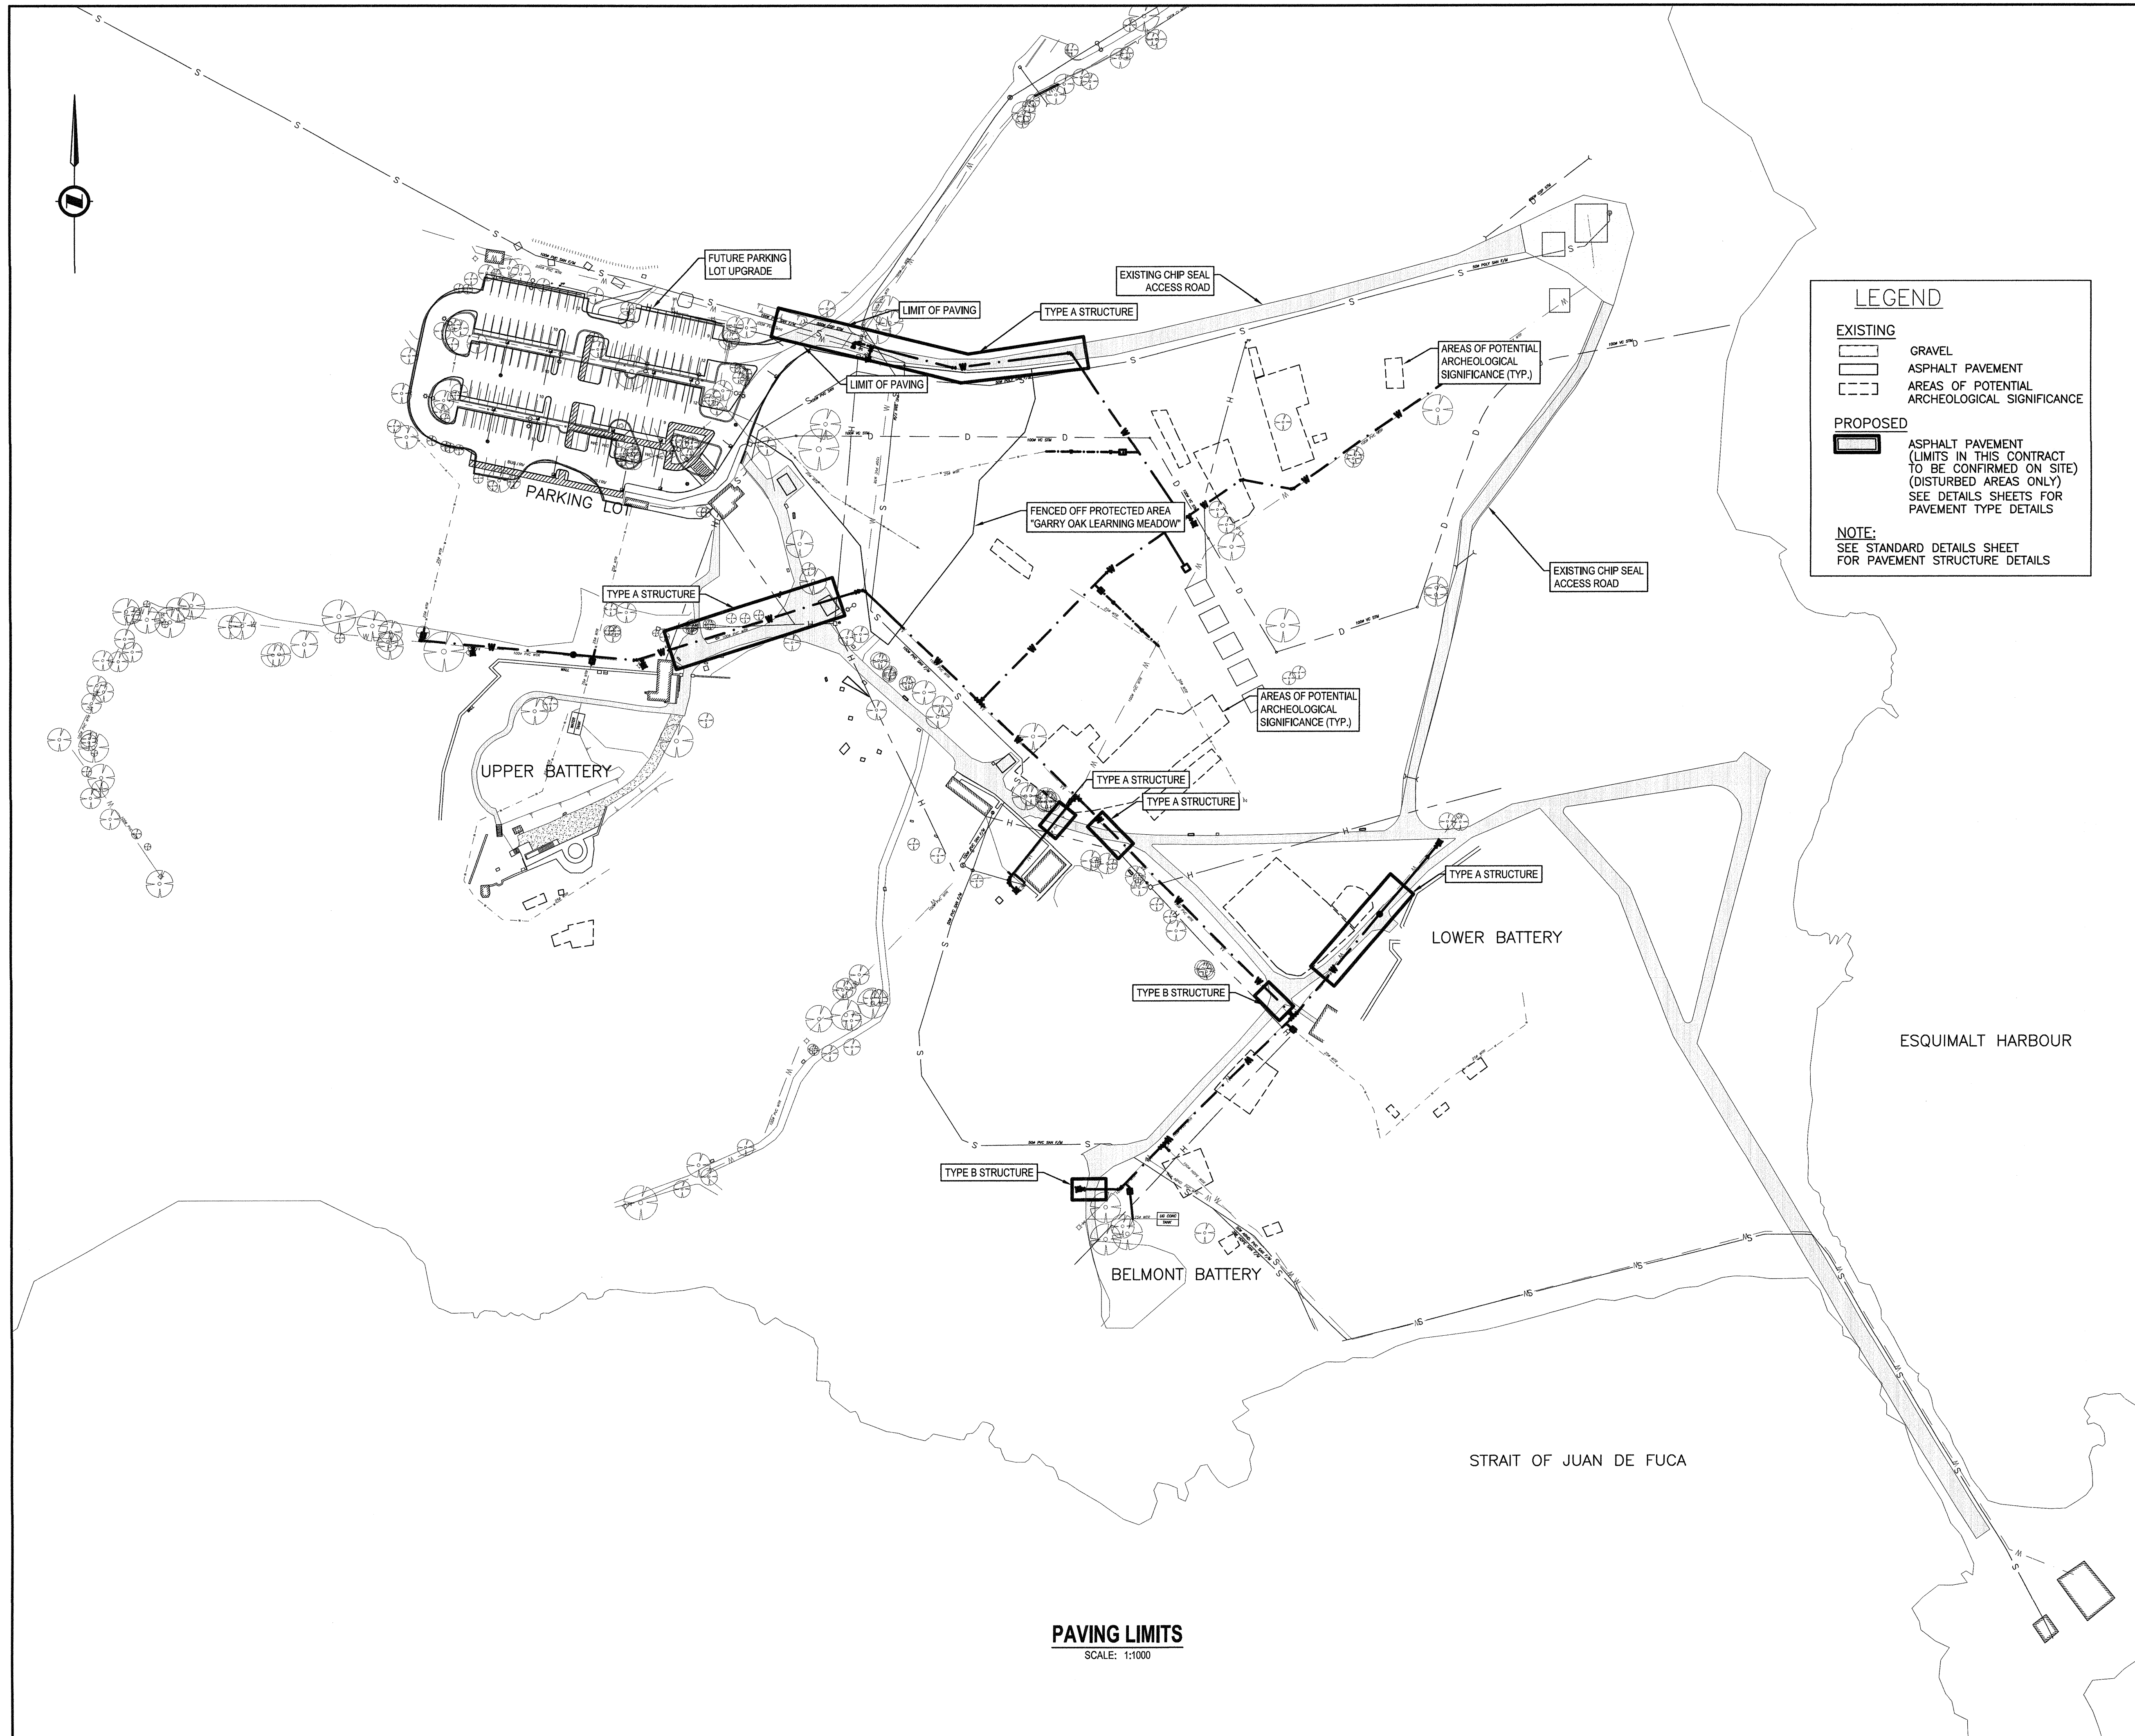 FUTURE PARKING
LOT UPGRADE
LIMIT OF PAVING
LIMIT OF PAVING
TYPE A STRUCTURE
EXISTING CHIP SEAL
ACCESS ROAD
AREAS OF POTENTIAL
ARCHEOLOGICAL
SIGNIFICANCE (TYP.)
LEGEND
EXISTING
GRAVEL
ASPHALT PAVEMENT
AREAS OF POTENTIAL
ARCHEOLOGICAL SIGNIFICANCE
PROPOSED
ASPHALT PAVEMENT
(LIMITS IN THIS CONTRACT
TO BE CONFIRMED ON SITE)
(DISTURBED AREAS ONLY)
SEE DETAILS SHEETS FOR
PAVEMENT TYPE DETAILS
NOTE:
SEE STANDARD DETAILS SHEET
FOR PAVEMENT STRUCTURE DETAILS
PARKING LOT
FENCED OFF PROTECTED AREA
"GARRY OAK LEARNING MEADOW"
EXISTING CHIP SEAL
ACCESS ROAD
TYPE A STRUCTURE
AREAS OF POTENTIAL
ARCHEOLOGICAL
SIGNIFICANCE (TYP.)
UPPER BATTERY
TYPE A STRUCTURE
TYPE A STRUCTURE
TYPE A STRUCTURE
LOWER BATTERY
TYPE B STRUCTURE
ESQUIMALT HARBOUR
TYPE B STRUCTURE
UG CONC
TANK
BELMONT BATTERY
STRAIT OF JUAN DE FUCA
PAVING LIMITS
SCALE: 1:1000